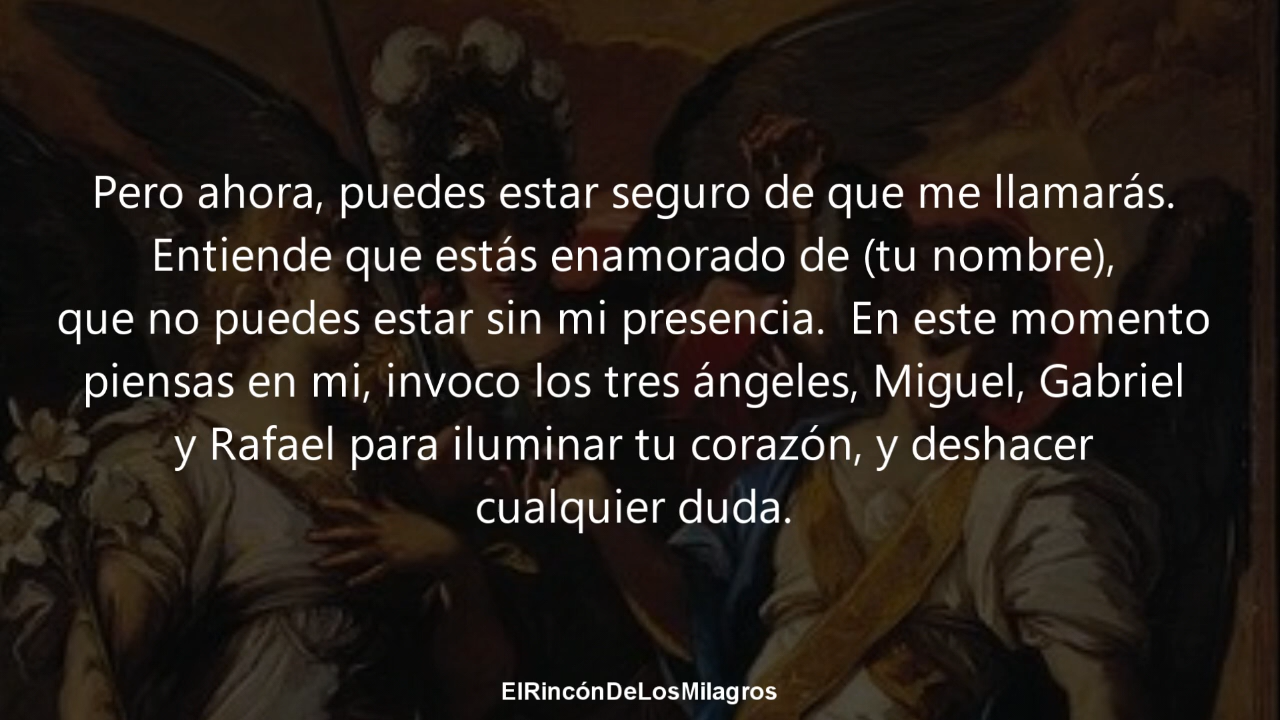 Pero ahora, puedes estar seguro de que me llamarás.
Entiende que estás enamorado de (tu nombre),
que no puedes estar sin mi presencia.  En este momento
piensas en mi, invoco los tres ángeles, Miguel, Gabriel
y Rafael para iluminar tu corazón, y deshacer
cualquier duda.
ElRincónDeLosMilagros